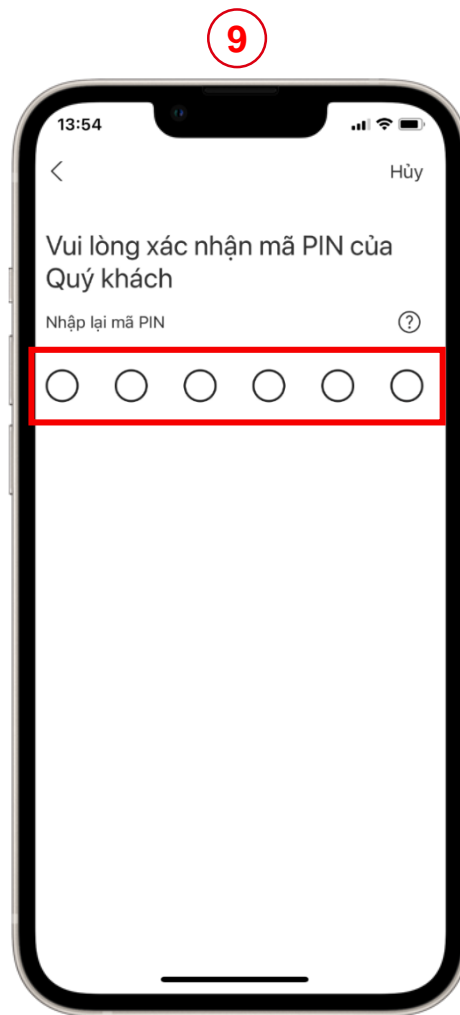 9
13:54
Hủy
Vui lòng xác nhận mã PIN của
Quý khách
Nhập lại mã PIN
?